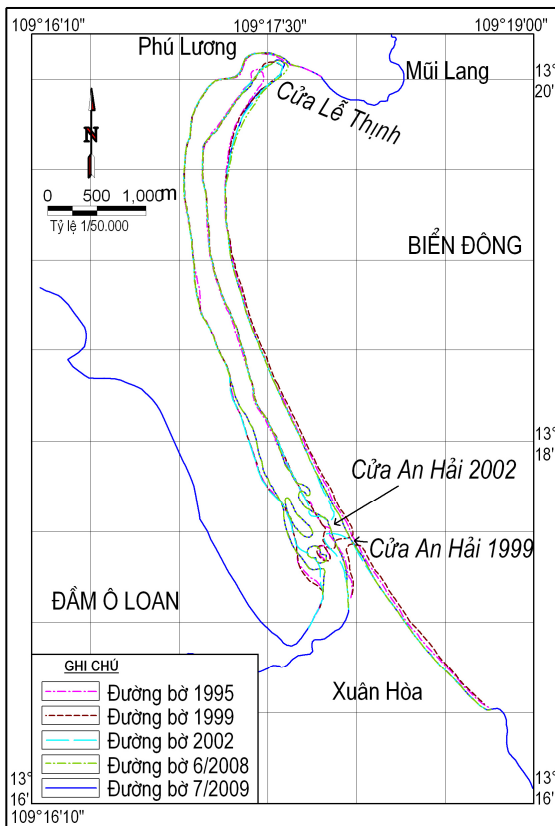 109°16'10"
109°17'30"
109°19'00"
Phú Lương
Mũi Lang
13°
20'
Cửa Lễ Thịnh
N
0 500 1,000 m
Tỷ lệ 1/50.000
BIỂN ĐÔNG
13°
18'
Cửa An Hải 2002
Cửa An Hải 1999
ĐẦM Ô LOAN
Xuân Hòa
GHI CHÚ
Đường bờ 1995
Đường bờ 1999
Đường bờ 2002
Đường bờ 6/2008
Đường bờ 7/2009
13°
16'
13°
16'
109°16'10"